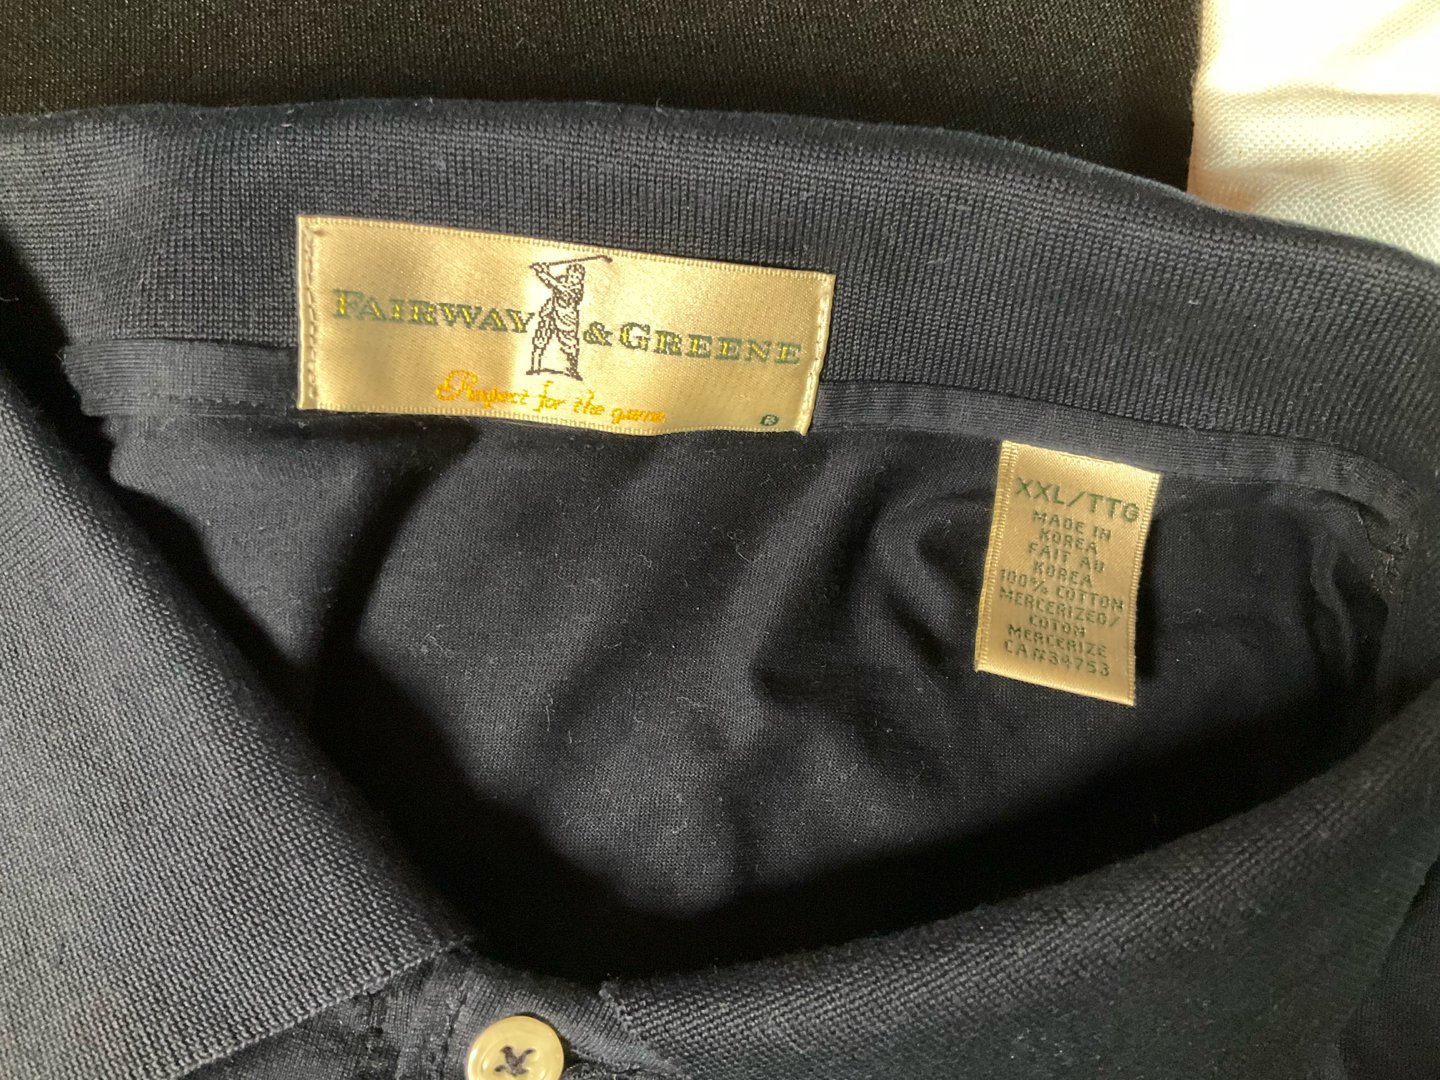 FAIRWAY & GREENE
Respect for the game
®
XXL/TTG
MADE IN
KOREA
FAIT AU
KOREA
100% COTTON
MERCERIZED/
COTON
MERCERIZE
CA#34753